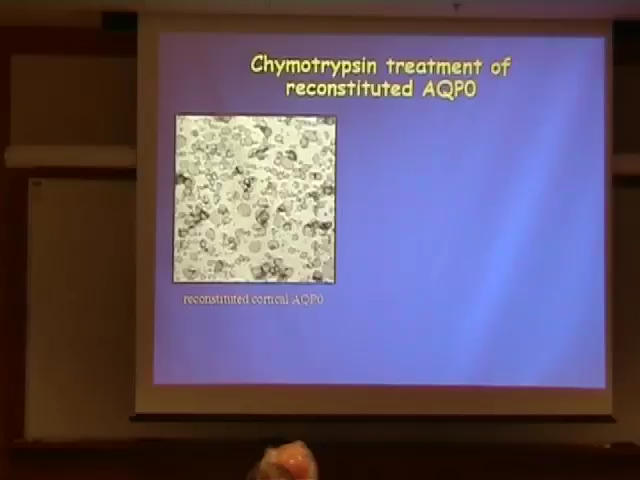 Chymotrypsin treatment of
reconstituted AQP0
reconstituted cortical AQP0